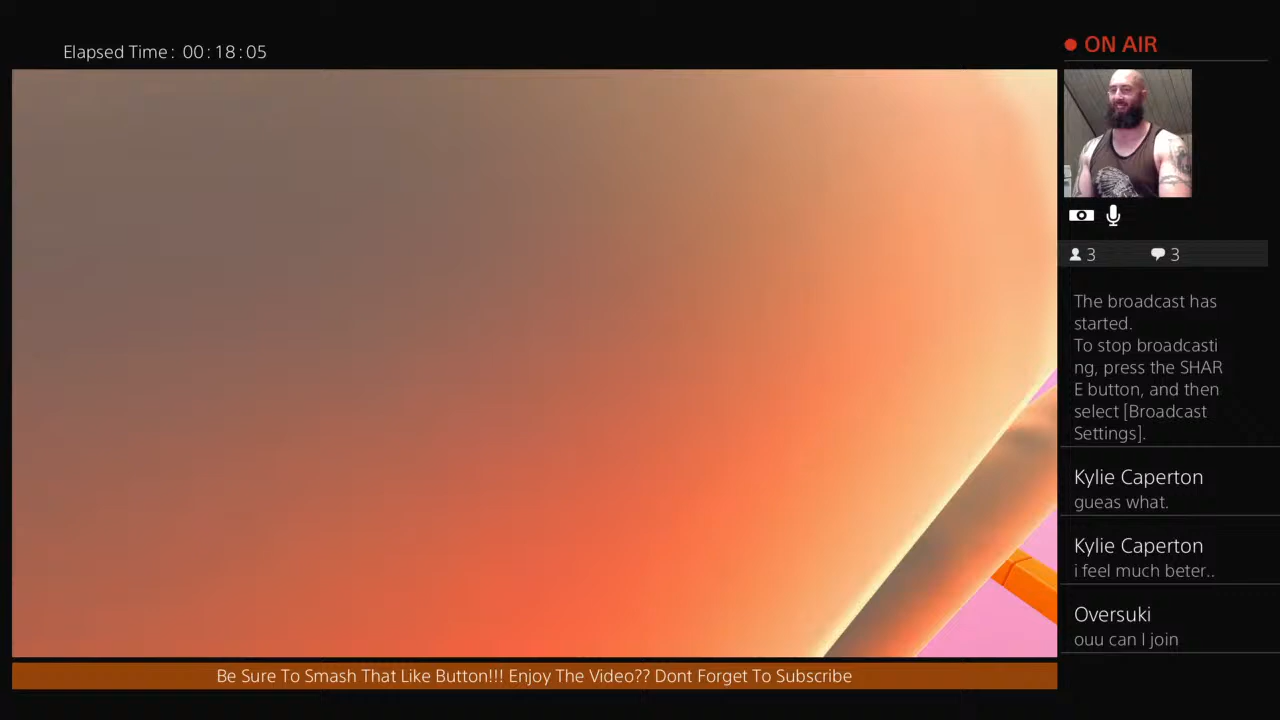 Elapsed Time: 00:18:05
ON AIR
3
3
The broadcast has
started.
To stop broadcasti
ng, press the SHAR
E button, and then
select [Broadcast
Settings].
Kylie Caperton
gueas what.
Kylie Caperton
i feel much beter..
Oversuki
ouu can I join
Be Sure To Smash That Like Button!!! Enjoy The Video?? Dont Forget To Subscribe